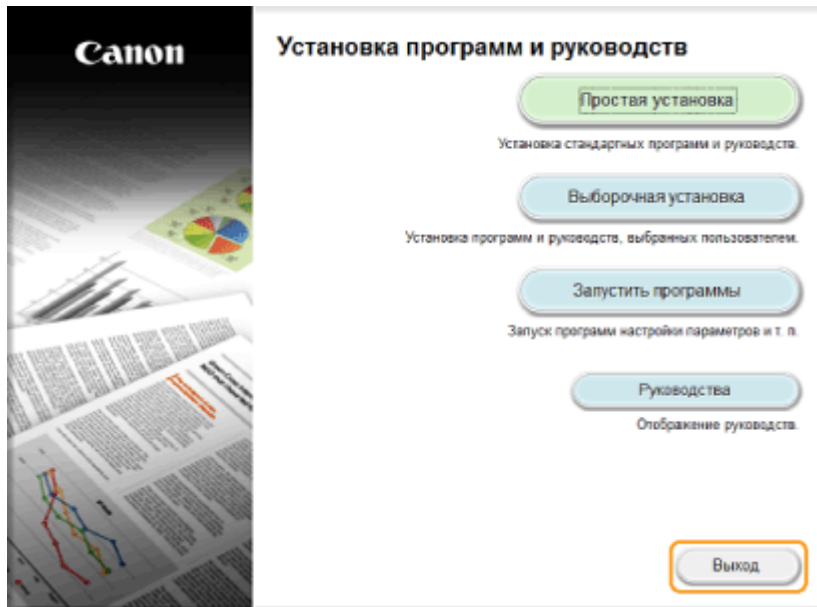 Canon
Установка программ и руководств
Простая установка
Установка стандартных программ и руководств.
Выборочная установка
Установка программ и руководств, выбранных пользователем.
Запустить программы
Запуск программ настройки параметров и т. п.
Руководства
Отображение руководств.
Выход